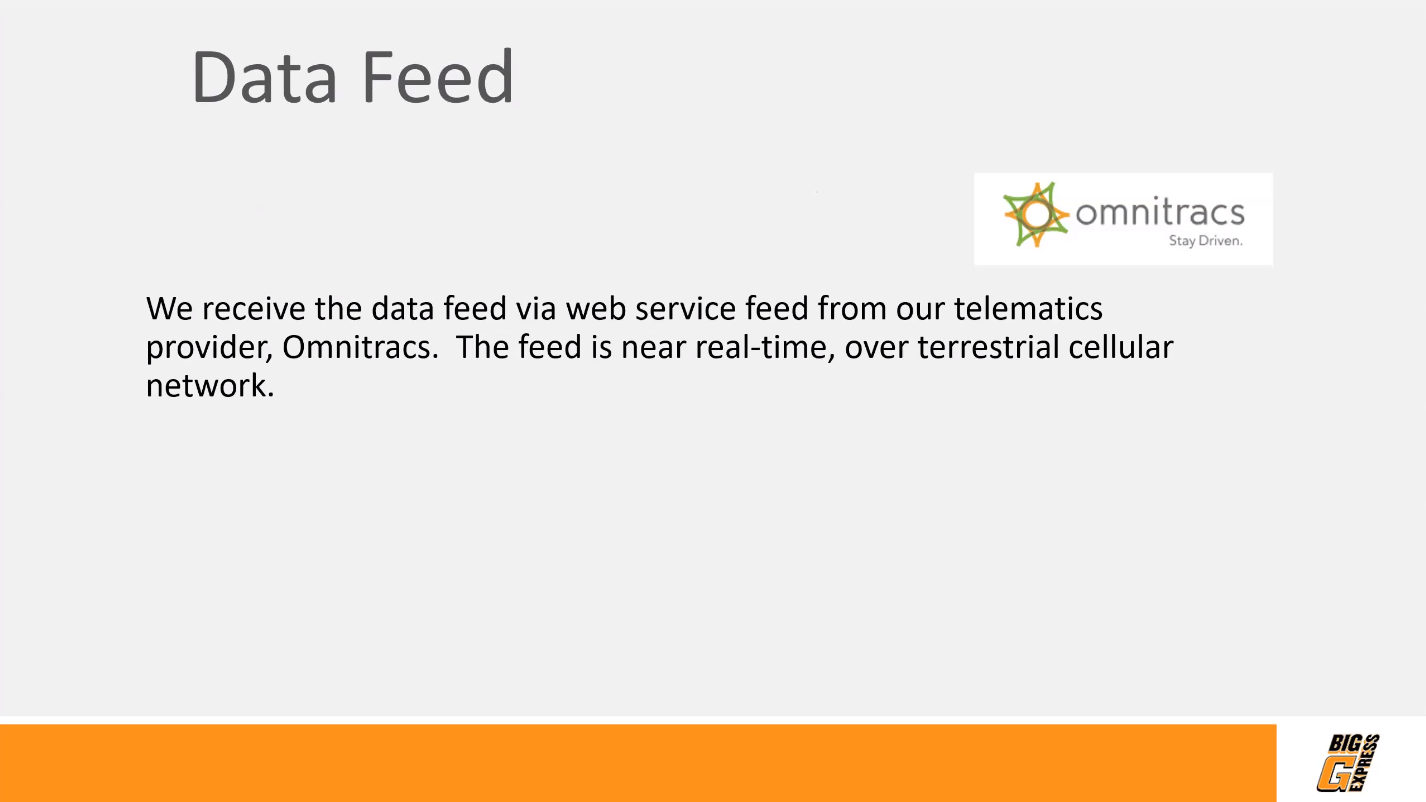 Data Feed
omnitracs
Stay Driven.
We receive the data feed via web service feed from our telematics
provider, Omnitracs.  The feed is near real-time, over terrestrial cellular
network.
BIG G EXPRESS